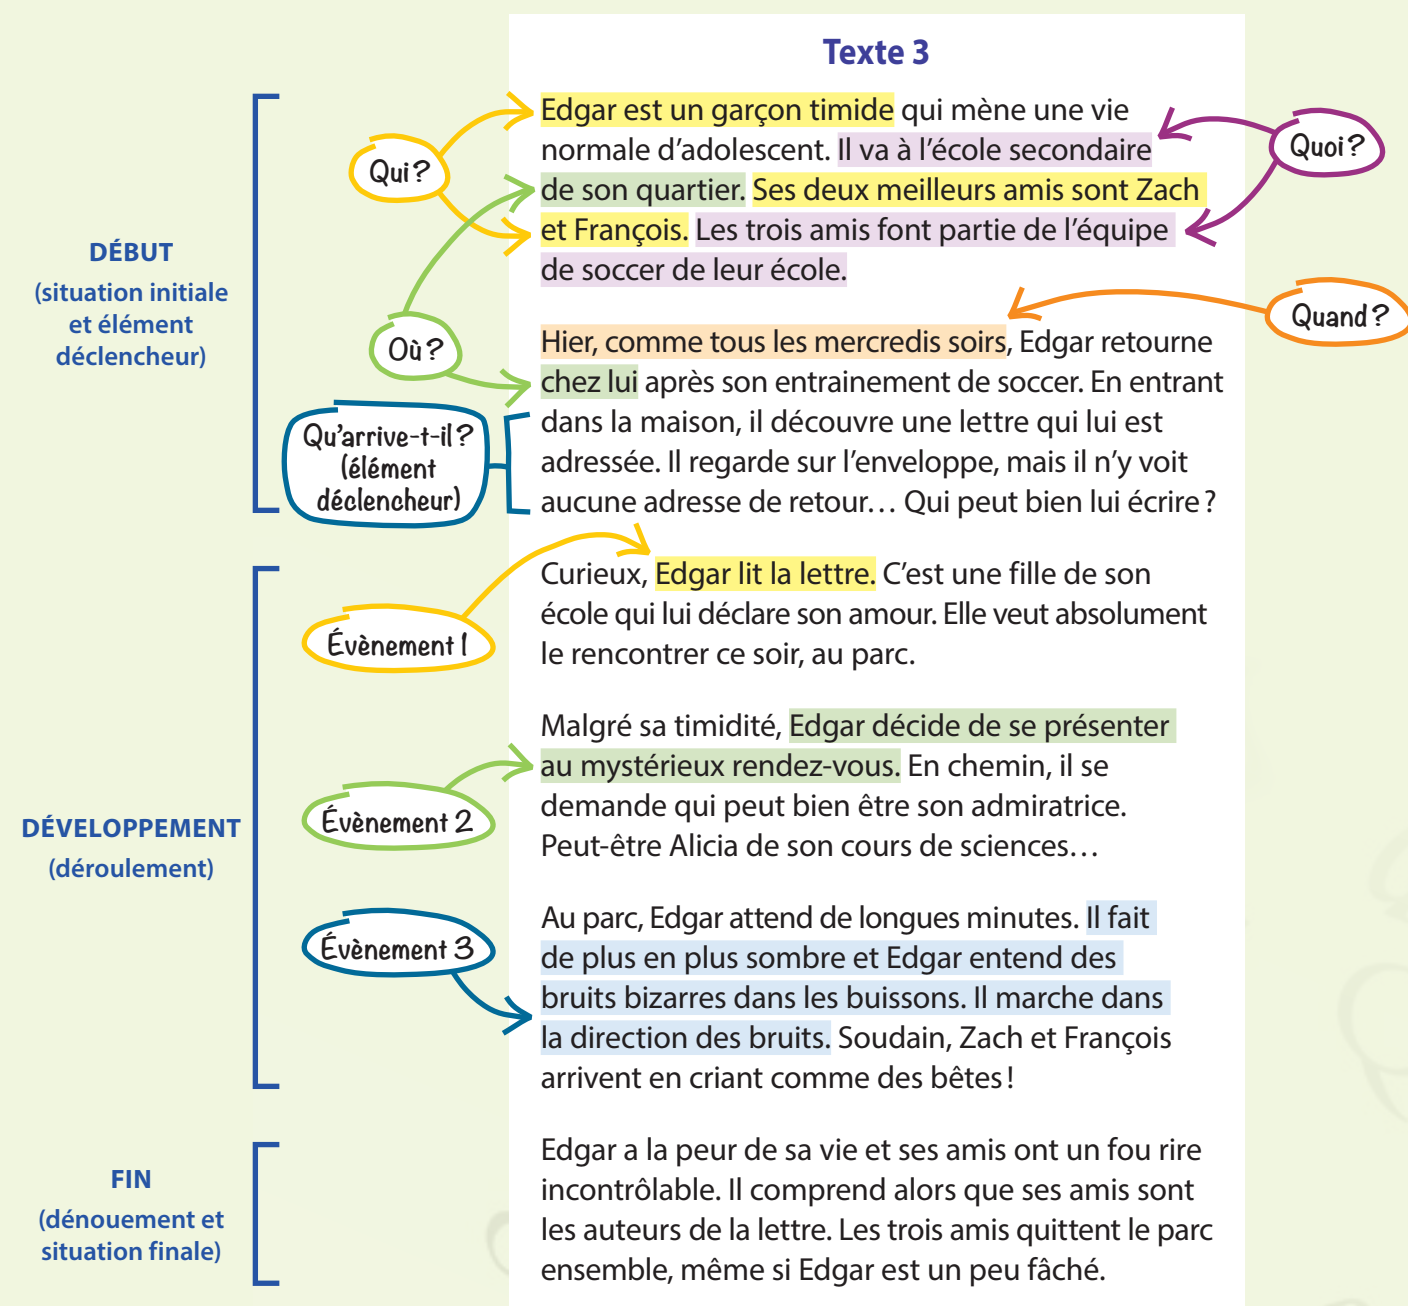 Texte 3
DÉBUT
(situation initiale
et élément
déclencheur)
Qui ?
Où ?
Qu'arrive-t-il ?
(élément
déclencheur)
Edgar est un garçon timide qui mène une vie
normale d'adolescent. Il va à l'école secondaire
de son quartier. Ses deux meilleurs amis sont Zach
et François. Les trois amis font partie de l'équipe
de soccer de leur école.
Quoi ?
Quand ?
Hier, comme tous les mercredis soirs, Edgar retourne
chez lui après son entrainement de soccer. En entrant
dans la maison, il découvre une lettre qui lui est
adressée. Il regarde sur l'enveloppe, mais il n'y voit
aucune adresse de retour… Qui peut bien lui écrire ?
DÉVELOPPEMENT
(déroulement)
Évènement 1
Curieux, Edgar lit la lettre. C'est une fille de son
école qui lui déclare son amour. Elle veut absolument
le rencontrer ce soir, au parc.
Évènement 2
Malgré sa timidité, Edgar décide de se présenter
au mystérieux rendez-vous. En chemin, il se
demande qui peut bien être son admiratrice.
Peut-être Alicia de son cours de sciences…
Évènement 3
Au parc, Edgar attend de longues minutes. Il fait
de plus en plus sombre et Edgar entend des
bruits bizarres dans les buissons. Il marche dans
la direction des bruits. Soudain, Zach et François
arrivent en criant comme des bêtes !
FIN
(dénouement et
situation finale)
Edgar a la peur de sa vie et ses amis ont un fou rire
incontrôlable. Il comprend alors que ses amis sont
les auteurs de la lettre. Les trois amis quittent le parc
ensemble, même si Edgar est un peu fâché.